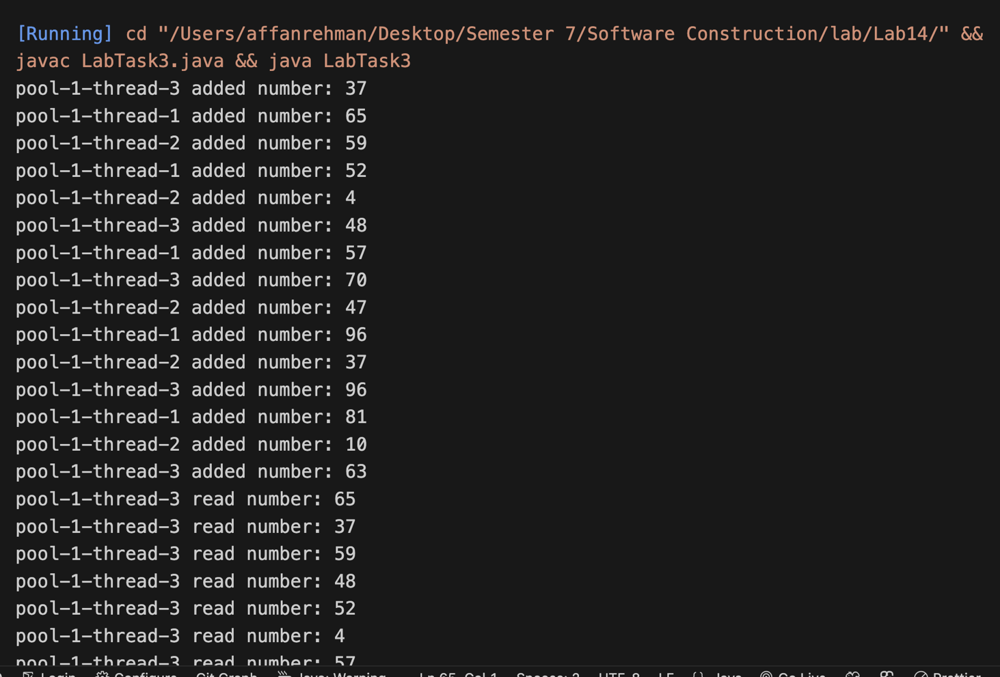 [Running] cd "/Users/affanrehman/Desktop/Semester 7/Software Construction/lab/Lab14/" &&
javac LabTask3.java && java LabTask3
pool-1-thread-3 added number: 37
pool-1-thread-1 added number: 65
pool-1-thread-2 added number: 59
pool-1-thread-1 added number: 52
pool-1-thread-2 added number: 4
pool-1-thread-3 added number: 48
pool-1-thread-1 added number: 57
pool-1-thread-3 added number: 70
pool-1-thread-2 added number: 47
pool-1-thread-1 added number: 96
pool-1-thread-2 added number: 37
pool-1-thread-3 added number: 96
pool-1-thread-1 added number: 81
pool-1-thread-2 added number: 10
pool-1-thread-3 added number: 63
pool-1-thread-3 read number: 65
pool-1-thread-3 read number: 37
pool-1-thread-3 read number: 59
pool-1-thread-3 read number: 48
pool-1-thread-3 read number: 52
pool-1-thread-3 read number: 4
pool-1-thread-3 read number: 57
Login Configure Git Graph Java: Warning Ln 65, Col 1 Spaces: 2 UTF-8 LF {} Java Go Live Prettier